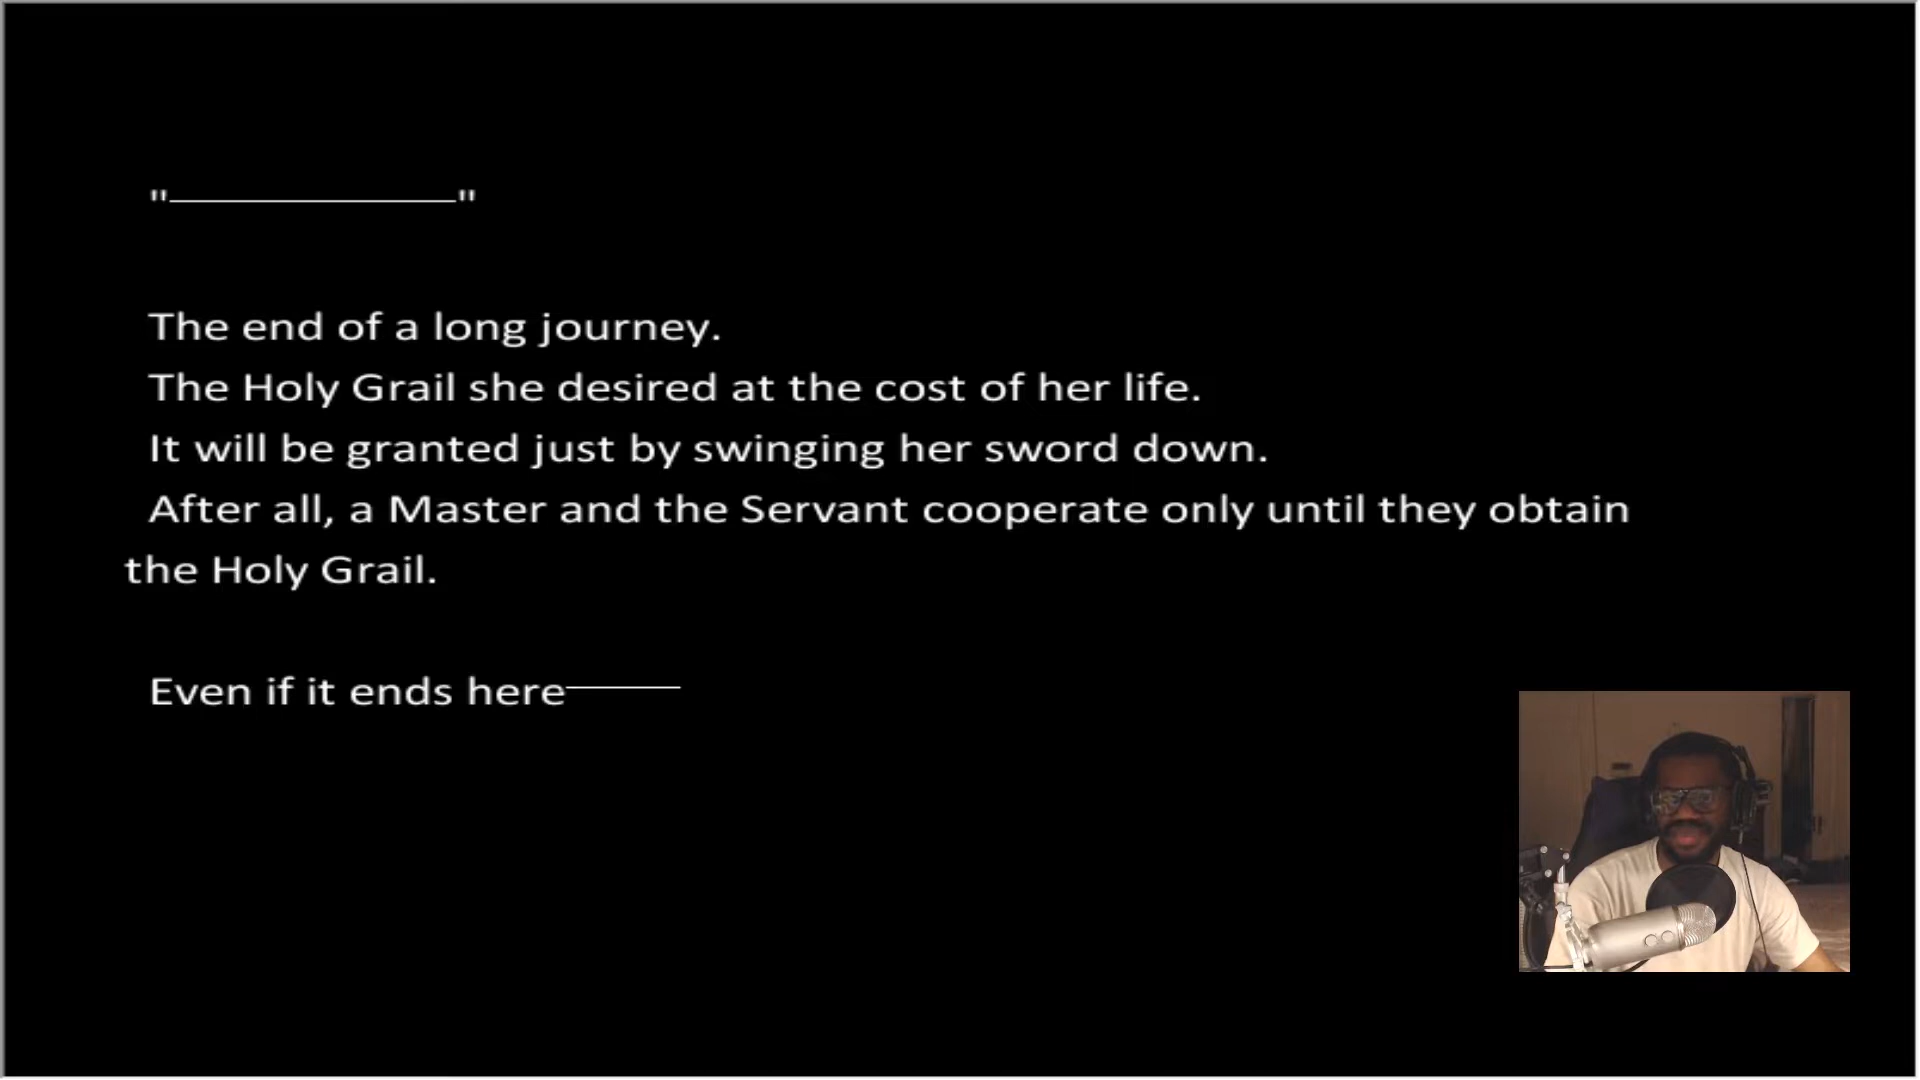 "―――――"
The end of a long journey.
The Holy Grail she desired at the cost of her life.
It will be granted just by swinging her sword down.
After all, a Master and the Servant cooperate only until they obtain
the Holy Grail.
Even if it ends here――